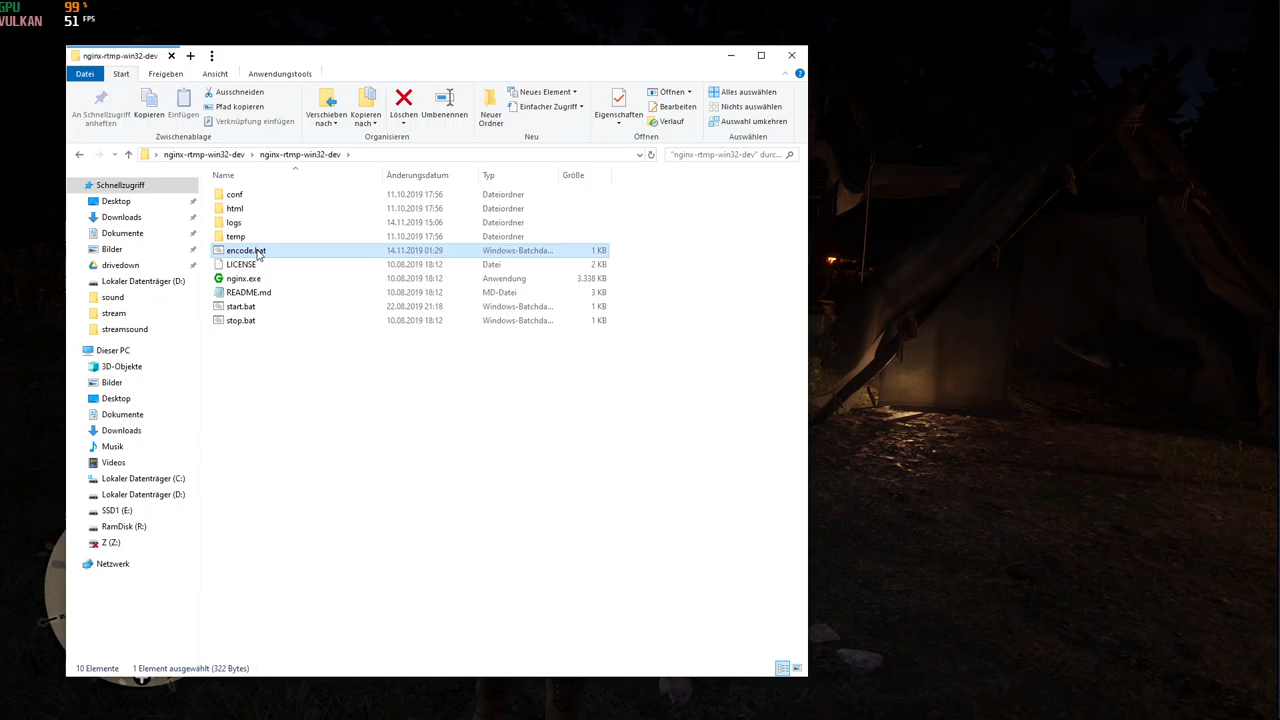 GPU 99 %
VULKAN 51 FPS
nginx-rtmp-win32-dev
Datei Start Freigeben Ansicht Anwendungstools
An Schnellzugriff anheften
Kopieren
Einfügen
Ausschneiden
Pfad kopieren
Verknüpfung einfügen
Zwischenablage
Verschieben nach
Kopieren nach
Löschen
Umbenennen
Organisieren
Neuer Ordner
Neues Element
Einfacher Zugriff
Neu
Eigenschaften
Öffnen
Bearbeiten
Verlauf
Öffnen
Alles auswählen
Nichts auswählen
Auswahl umkehren
Auswählen
nginx-rtmp-win32-dev > nginx-rtmp-win32-dev >
"nginx-rtmp-win32-dev" durc...
Name Änderungsdatum Typ Größe
conf 11.10.2019 17:56 Dateiordner
html 11.10.2019 17:56 Dateiordner
logs 14.11.2019 15:06 Dateiordner
temp 11.10.2019 17:56 Dateiordner
encode.bat 14.11.2019 01:29 Windows-Batchda... 1 KB
LICENSE 10.08.2019 18:12 Datei 2 KB
nginx.exe 10.08.2019 18:12 Anwendung 3.338 KB
README.md 10.08.2019 18:12 MD-Datei 3 KB
start.bat 22.08.2019 21:18 Windows-Batchda... 1 KB
stop.bat 10.08.2019 18:12 Windows-Batchda... 1 KB
Schnellzugriff
Desktop
Downloads
Dokumente
Bilder
drivedown
Lokaler Datenträger (D:)
sound
stream
streamsound
Dieser PC
3D-Objekte
Bilder
Desktop
Dokumente
Downloads
Musik
Videos
Lokaler Datenträger (C:)
Lokaler Datenträger (D:)
SSD1 (E:)
RamDisk (R:)
Z (Z:)
Netzwerk
10 Elemente 1 Element ausgewählt (322 Bytes)